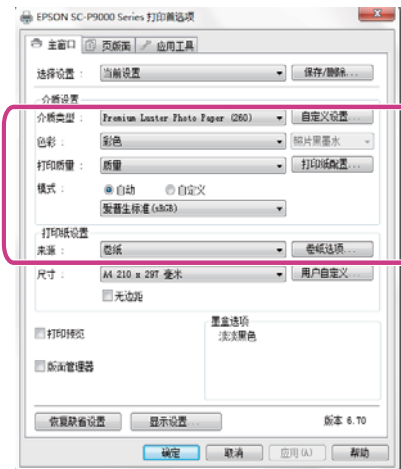 EPSON SC-P9000 Series 打印首选项
主窗口 页版面 应用工具
选择设置： 当前设置 保存/删除...
介质设置
介质类型： Premium Luster Photo Paper (260) 自定义设置...
色彩： 彩色 照片黑墨水
打印质量： 质量 打印纸配置...
模式： 自动 自定义
爱普生标准(sRGB)
打印纸设置
来源： 卷纸 卷纸选项...
尺寸： A4 210 x 297 毫米 用户自定义...
无边距
墨盒选项
打印预览 淡淡黑色
版面管理器
恢复缺省设置 显示设置... 版本 6.70
确定 取消 应用(A) 帮助